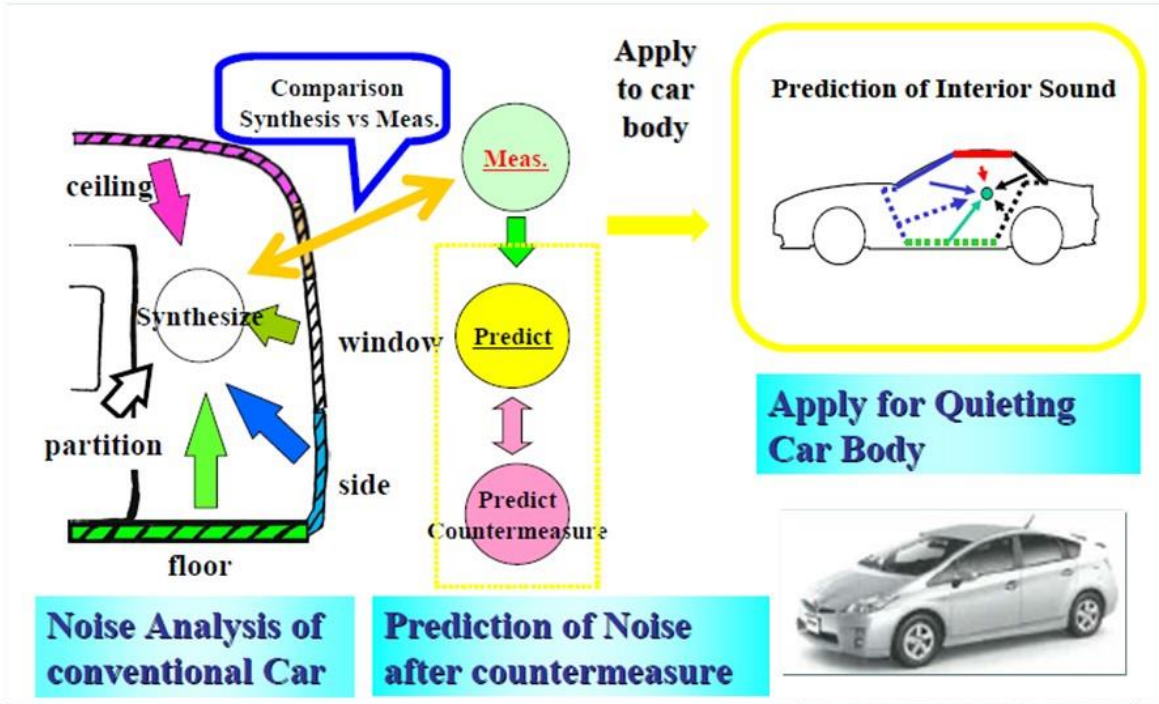 Comparison
Synthesis vs Meas.
Apply
to car
body
Prediction of Interior Sound
Meas.
ceiling
Synthesize
window
Predict
partition
side
Predict
Countermeasure
floor
Apply for Quieting
Car Body
Noise Analysis of
conventional Car
Prediction of Noise
after countermeasure